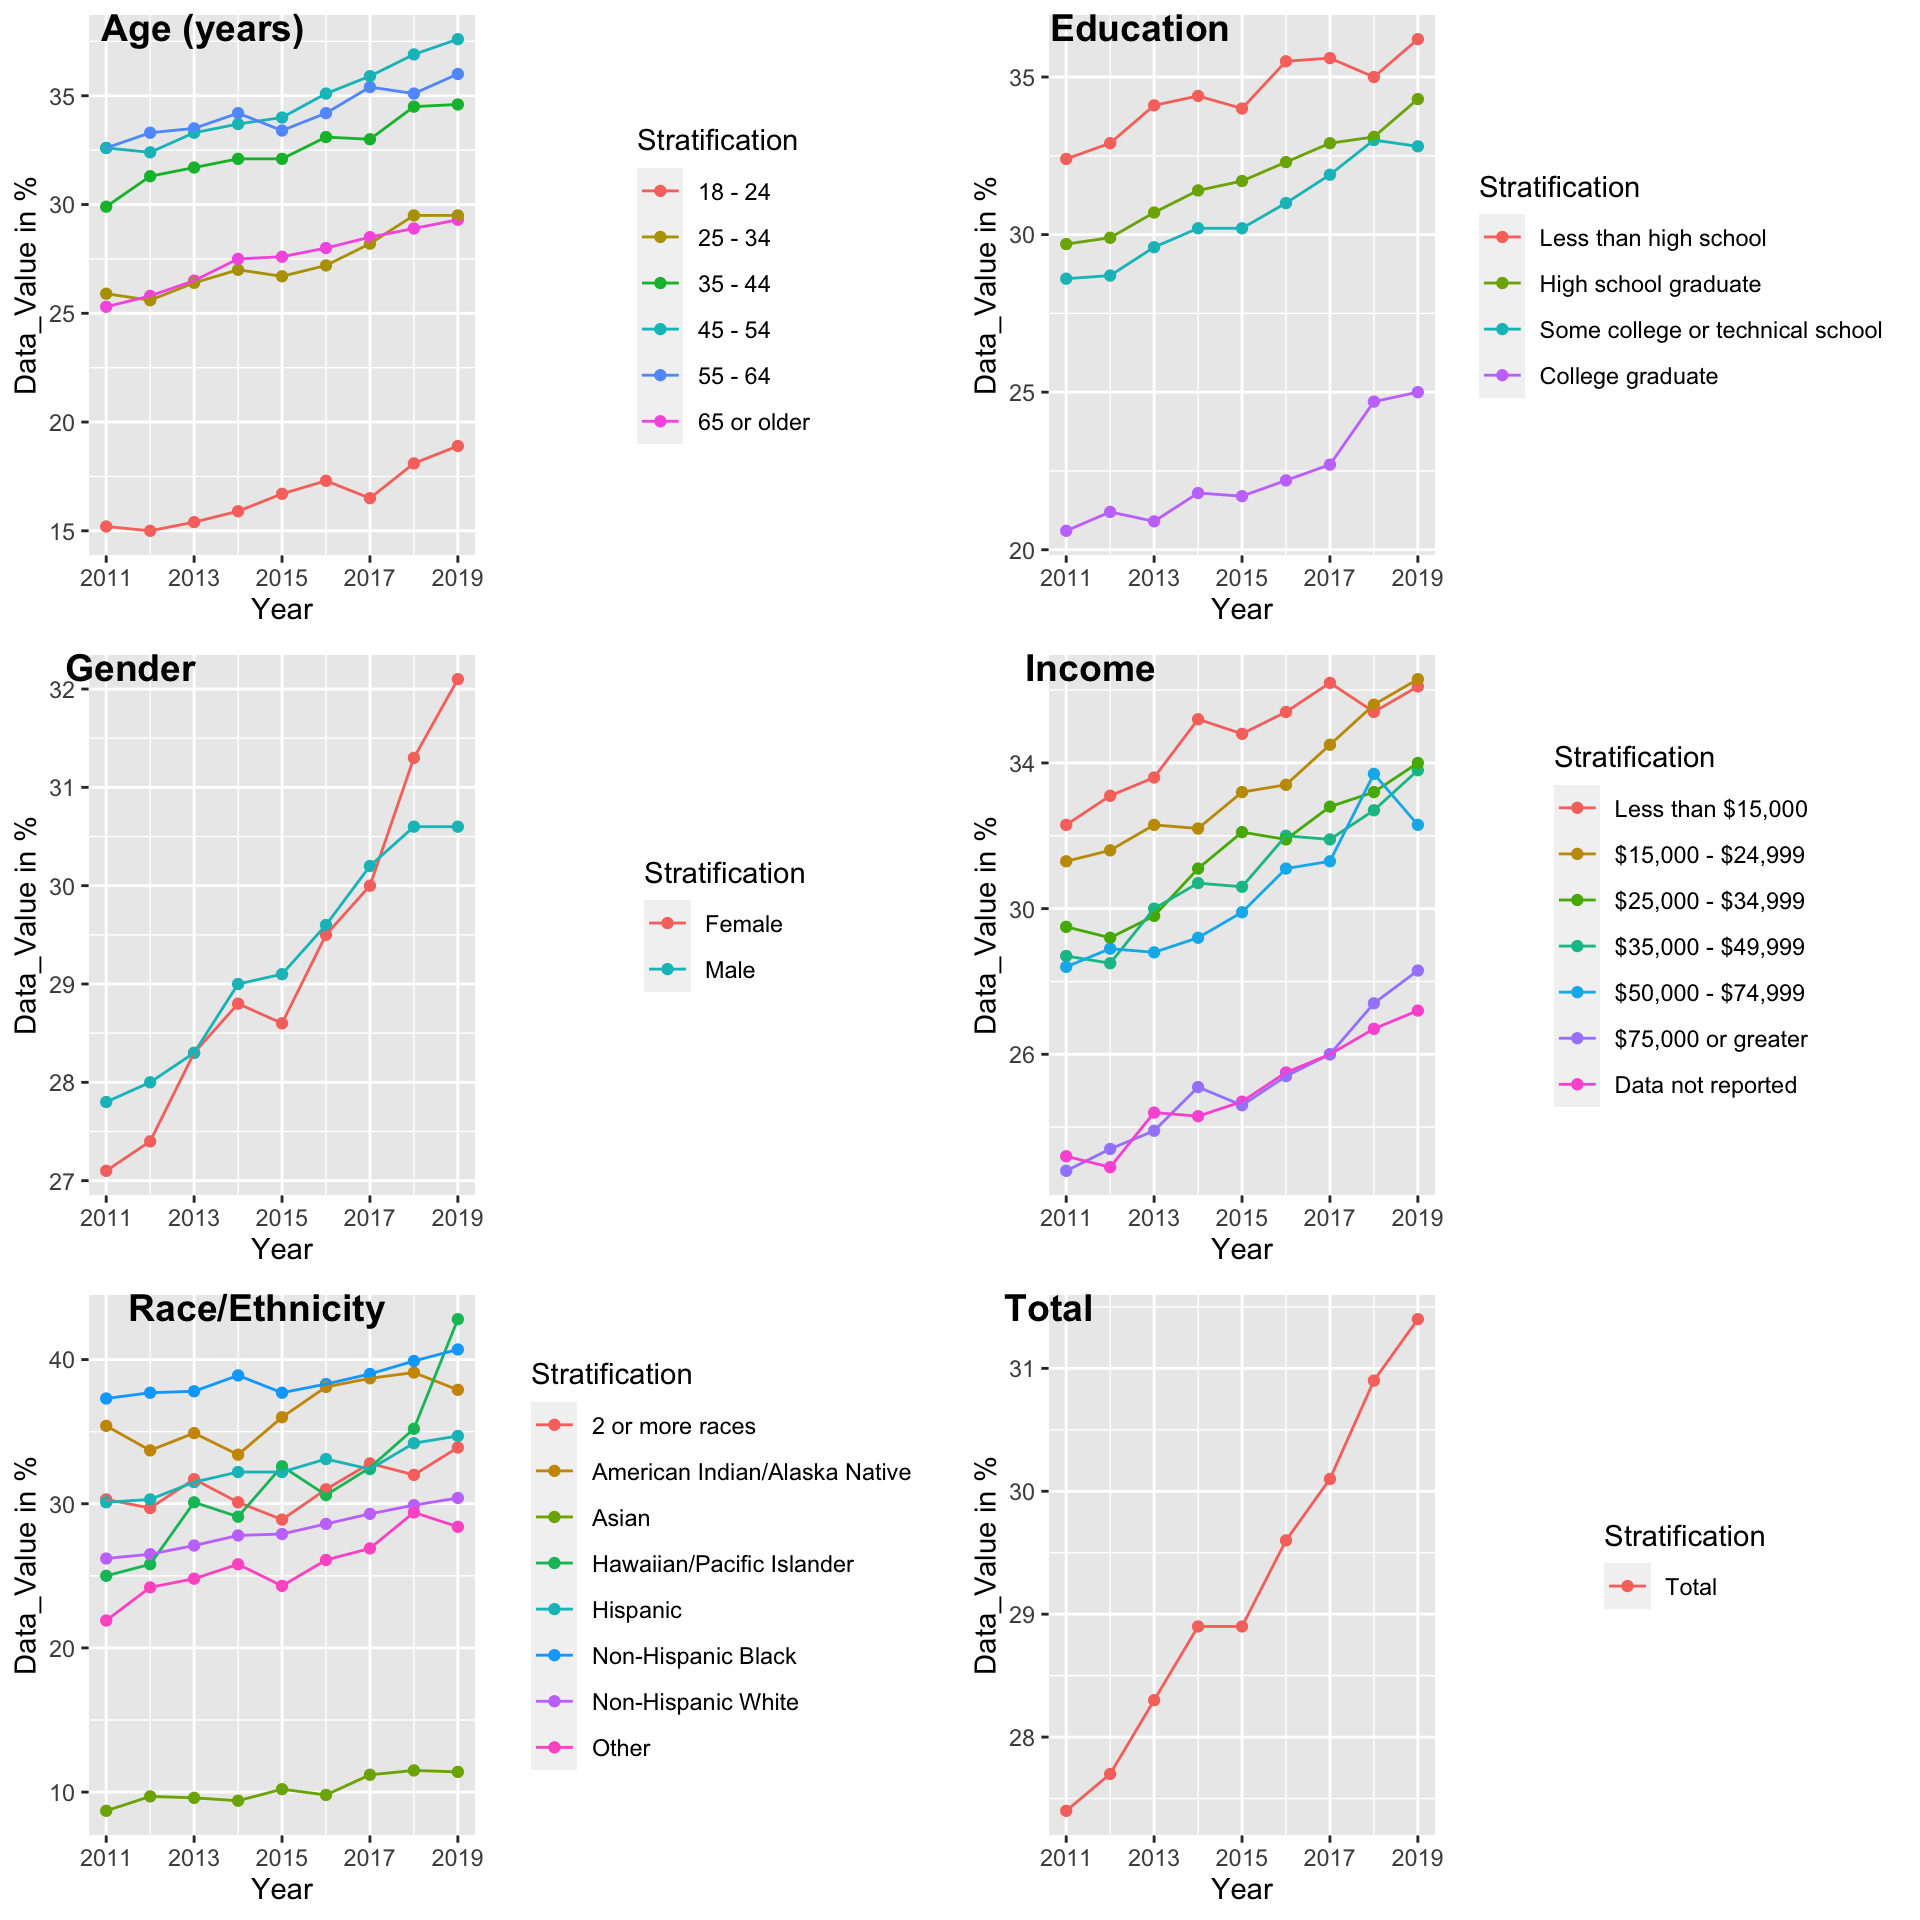 Age (years)
Data_Value in %
35
30
25
20
15
2011 2013 2015 2017 2019
Year
Stratification
18 - 24
25 - 34
35 - 44
45 - 54
55 - 64
65 or older
Education
Data_Value in %
35
30
25
20
2011 2013 2015 2017 2019
Year
Stratification
Less than high school
High school graduate
Some college or technical school
College graduate
Gender
Data_Value in %
32
31
30
29
28
27
2011 2013 2015 2017 2019
Year
Stratification
Female
Male
Income
Data_Value in %
34
30
26
2011 2013 2015 2017 2019
Year
Stratification
Less than $15,000
$15,000 - $24,999
$25,000 - $34,999
$35,000 - $49,999
$50,000 - $74,999
$75,000 or greater
Data not reported
Race/Ethnicity
Data_Value in %
40
30
20
10
2011 2013 2015 2017 2019
Year
Stratification
2 or more races
American Indian/Alaska Native
Asian
Hawaiian/Pacific Islander
Hispanic
Non-Hispanic Black
Non-Hispanic White
Other
Total
Data_Value in %
31
30
29
28
2011 2013 2015 2017 2019
Year
Stratification
Total